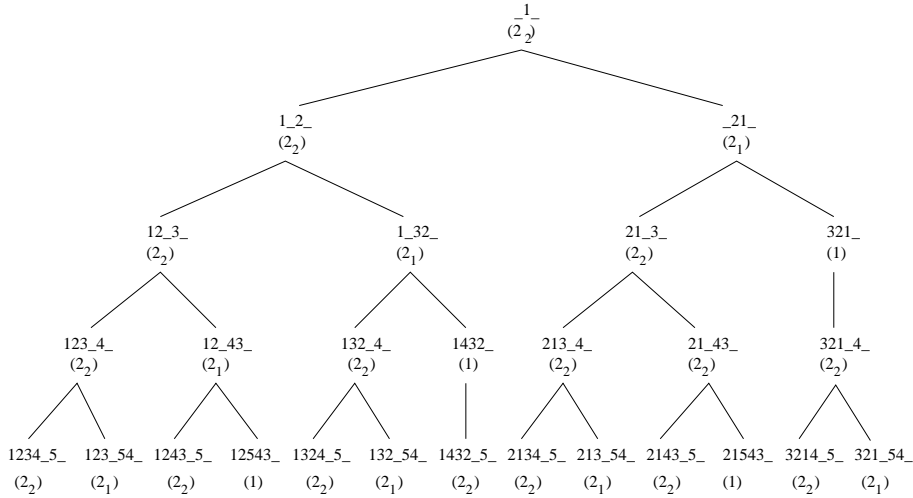 _1_
(2_2)
1_2_ _21_
(2_2) (2_1)
12_3_ 1_32_ 21_3_ 321_
(2_2) (2_1) (2_2) (1)
123_4_ 12_43_ 132_4_ 1432_ 213_4_ 21_43_ 321_4_
(2_2) (2_1) (2_2) (1) (2_2) (2_2) (2_2)
1234_5_ 123_54_ 1243_5_ 12543_ 1324_5_ 132_54_ 1432_5_ 2134_5_ 213_54_ 2143_5_ 21543_ 3214_5_ 321_54_
(2_2) (2_1) (2_2) (1) (2_2) (2_1) (2_2) (2_2) (2_1) (2_2) (1) (2_2) (2_1)